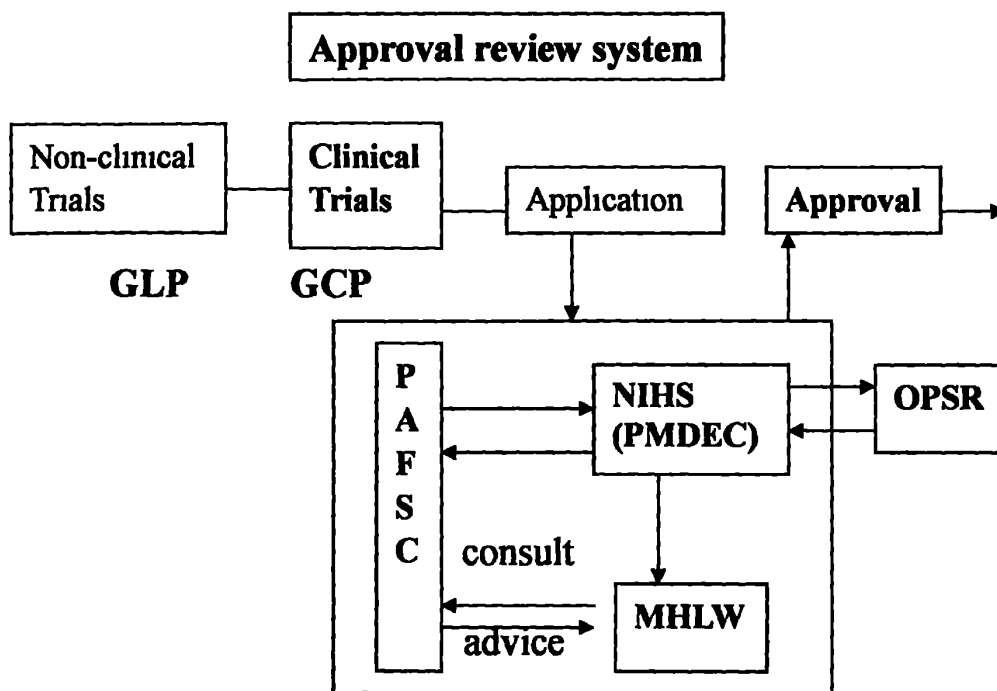 Approval review system
Non-clinical
Trials
Clinical
Trials
Application
Approval
GLP
GCP
P
A
F
S
C
NIHS
(PMDEC)
OPSR
consult
MHLW
advice